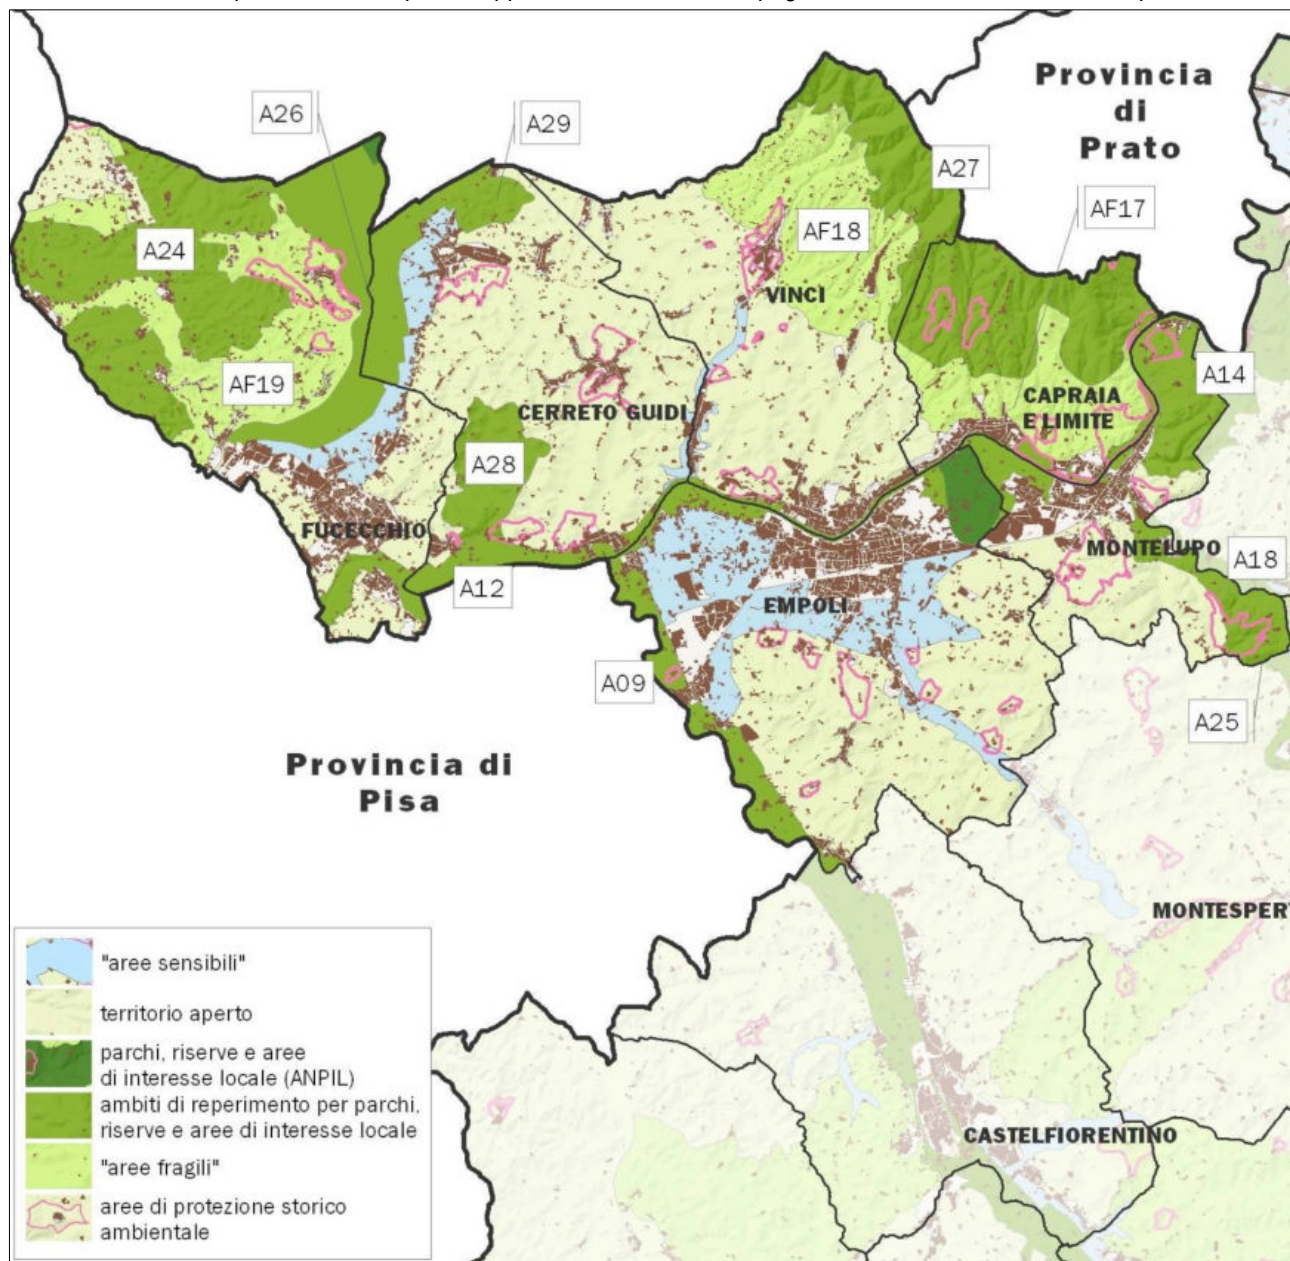 Provincia
di
Prato
A26
A29
A27
AF17
A24
AF18
VINCI
A14
AF19
CERRETO GUIDI
CAPRAIA
E LIMITE
A28
FUCECCHIO
MONTELUPO
A18
A12
EMPOLI
A09
A25
Provincia di
Pisa
MONTESPERT
CASTELFIORENTINO
"aree sensibili"
territorio aperto
parchi, riserve e aree
di interesse locale (ANPIL)
ambiti di reperimento per parchi,
riserve e aree di interesse locale
"aree fragili"
aree di protezione storico
ambientale